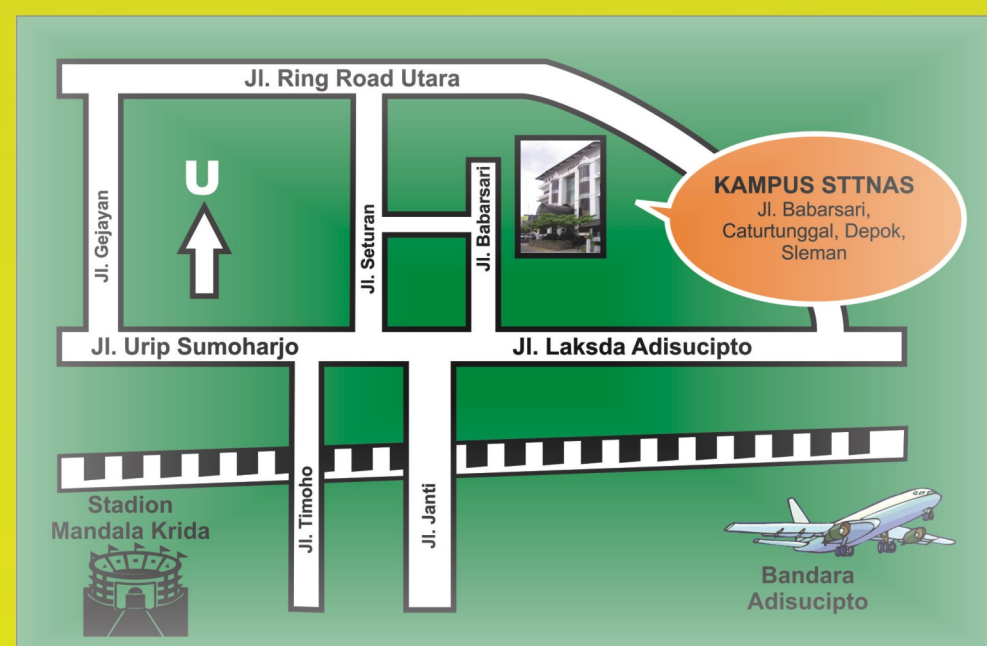 Jl. Ring Road Utara
U
Jl. Gejayan
Jl. Seturan
Jl. Babarsari
KAMPUS STTNAS
Jl. Babarsari,
Caturtunggal, Depok,
Sleman
Jl. Urip Sumoharjo
Jl. Laksda Adisucipto
Jl. Timoho
Jl. Janti
Stadion
Mandala Krida
Bandara
Adisucipto